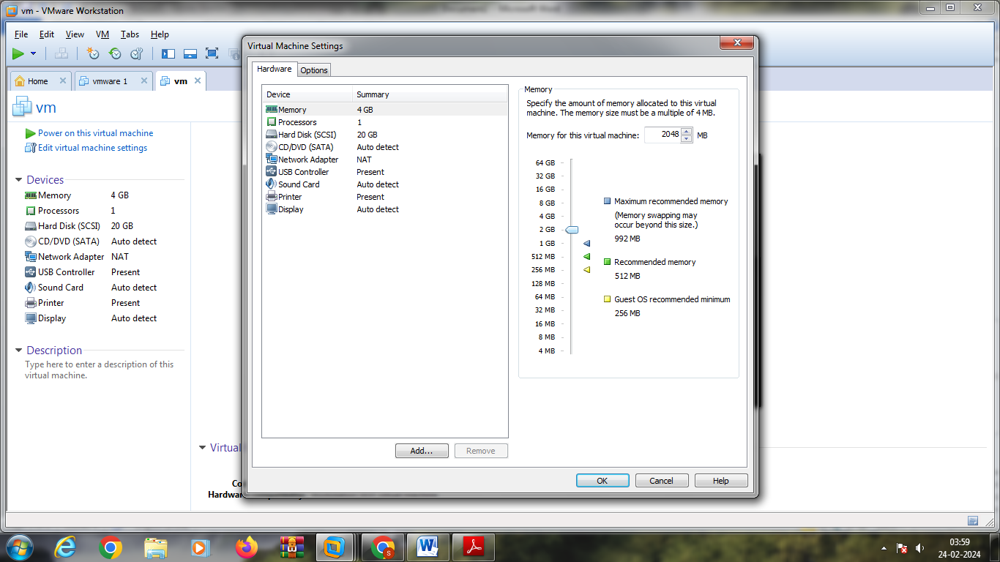 vm - VMware Workstation
File Edit View VM Tabs Help
Home vmware 1 vm
vm
Power on this virtual machine
Edit virtual machine settings
Devices
Memory 4 GB
Processors 1
Hard Disk (SCSI) 20 GB
CD/DVD (SATA) Auto detect
Network Adapter NAT
USB Controller Present
Sound Card Auto detect
Printer Present
Display Auto detect
Description
Type here to enter a description of this
virtual machine.
Virtual
Virtual Machine Settings
Hardware Options
Device Summary
Memory 4 GB
Processors 1
Hard Disk (SCSI) 20 GB
CD/DVD (SATA) Auto detect
Network Adapter NAT
USB Controller Present
Sound Card Auto detect
Printer Present
Display Auto detect
Add... Remove
Memory
Specify the amount of memory allocated to this virtual
machine. The memory size must be a multiple of 4 MB.
Memory for this virtual machine: 2048 MB
64 GB
32 GB
16 GB
8 GB
4 GB
2 GB
1 GB
512 MB
256 MB
128 MB
64 MB
32 MB
16 MB
8 MB
4 MB
Maximum recommended memory
(Memory swapping may
occur beyond this size.)
992 MB
Recommended memory
512 MB
Guest OS recommended minimum
256 MB
OK Cancel Help
03:59
24-02-2024